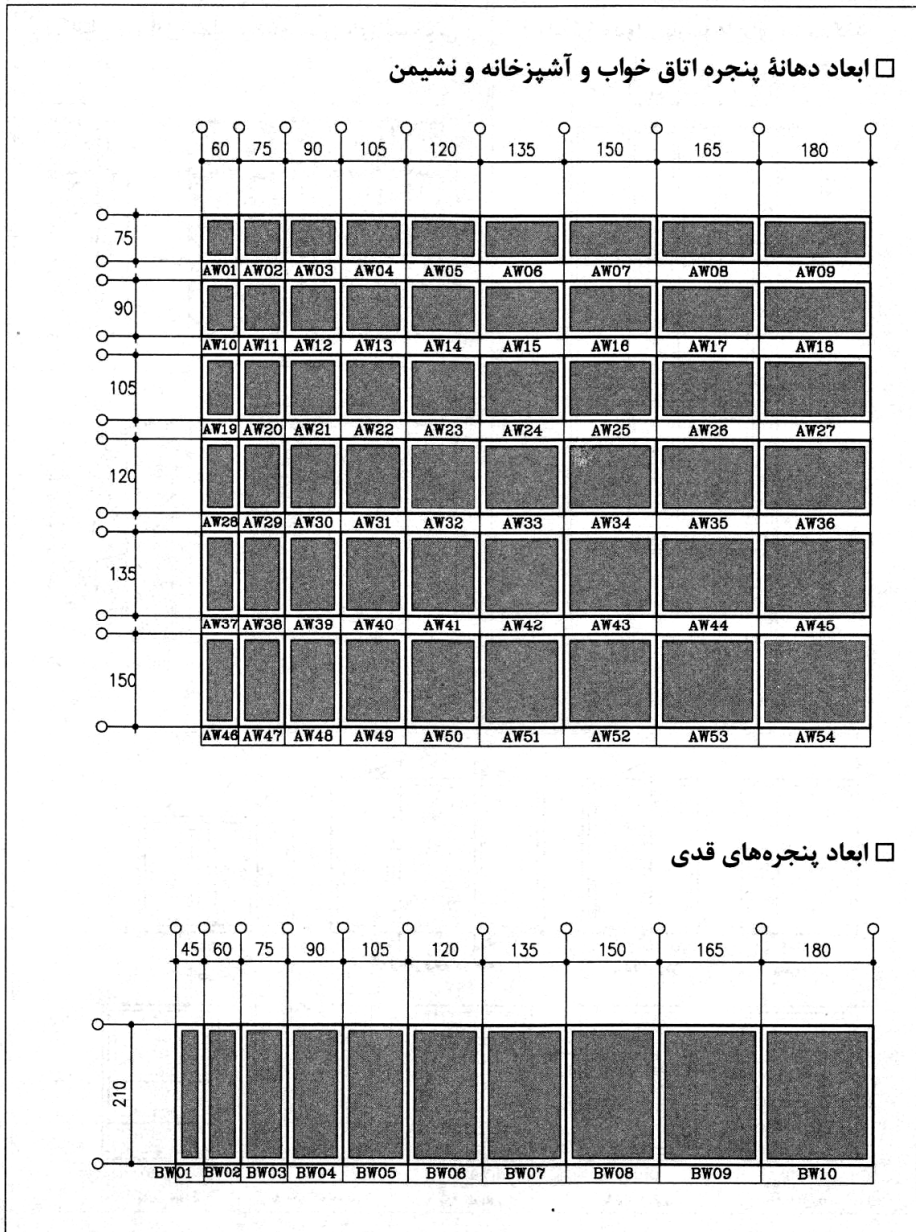 □ ابعاد دهانهٔ پنجره اتاق خواب و آشپزخانه و نشیمن
60 75 90 105 120 135 150 165 180
75
AW01 AW02 AW03 AW04 AW05 AW06 AW07 AW08 AW09
90
AW10 AW11 AW12 AW13 AW14 AW15 AW16 AW17 AW18
105
AW19 AW20 AW21 AW22 AW23 AW24 AW25 AW26 AW27
120
AW28 AW29 AW30 AW31 AW32 AW33 AW34 AW35 AW36
135
AW37 AW38 AW39 AW40 AW41 AW42 AW43 AW44 AW45
150
AW46 AW47 AW48 AW49 AW50 AW51 AW52 AW53 AW54
□ ابعاد پنجره‌های قدی
45 60 75 90 105 120 135 150 165 180
210
BW01 BW02 BW03 BW04 BW05 BW06 BW07 BW08 BW09 BW10